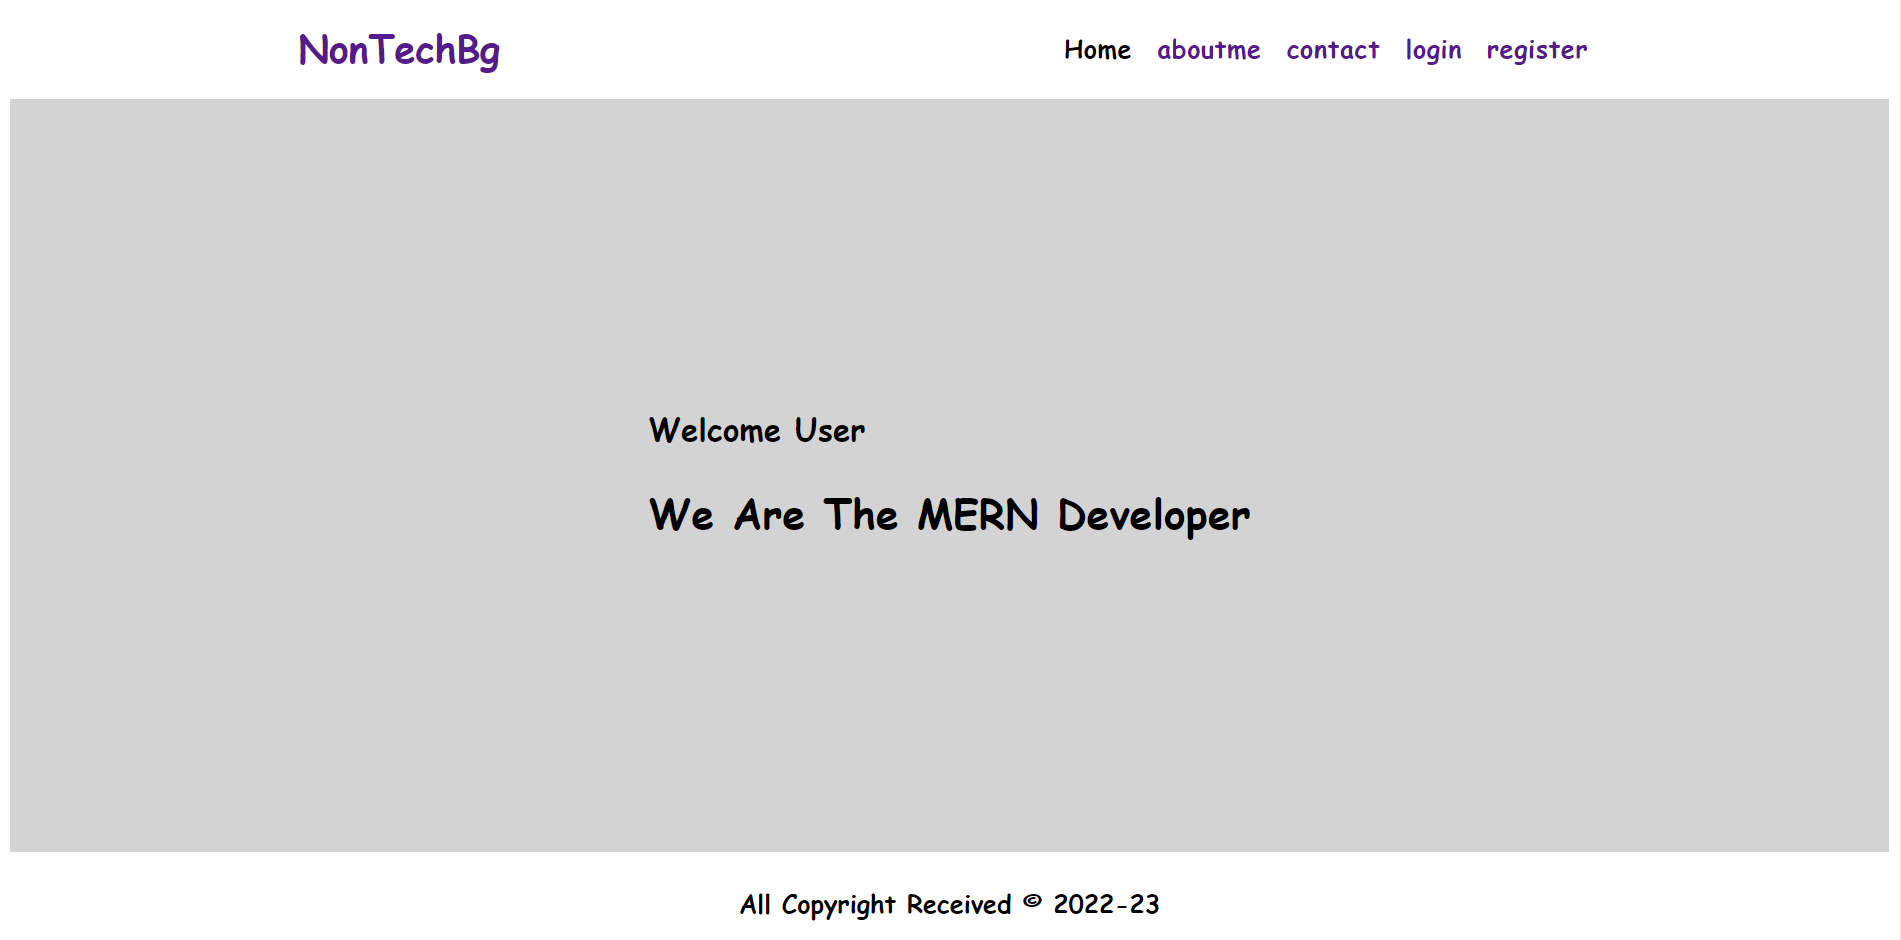 NonTechBg
Home aboutme contact login register
Welcome User
We Are The MERN Developer
All Copyright Received © 2022-23